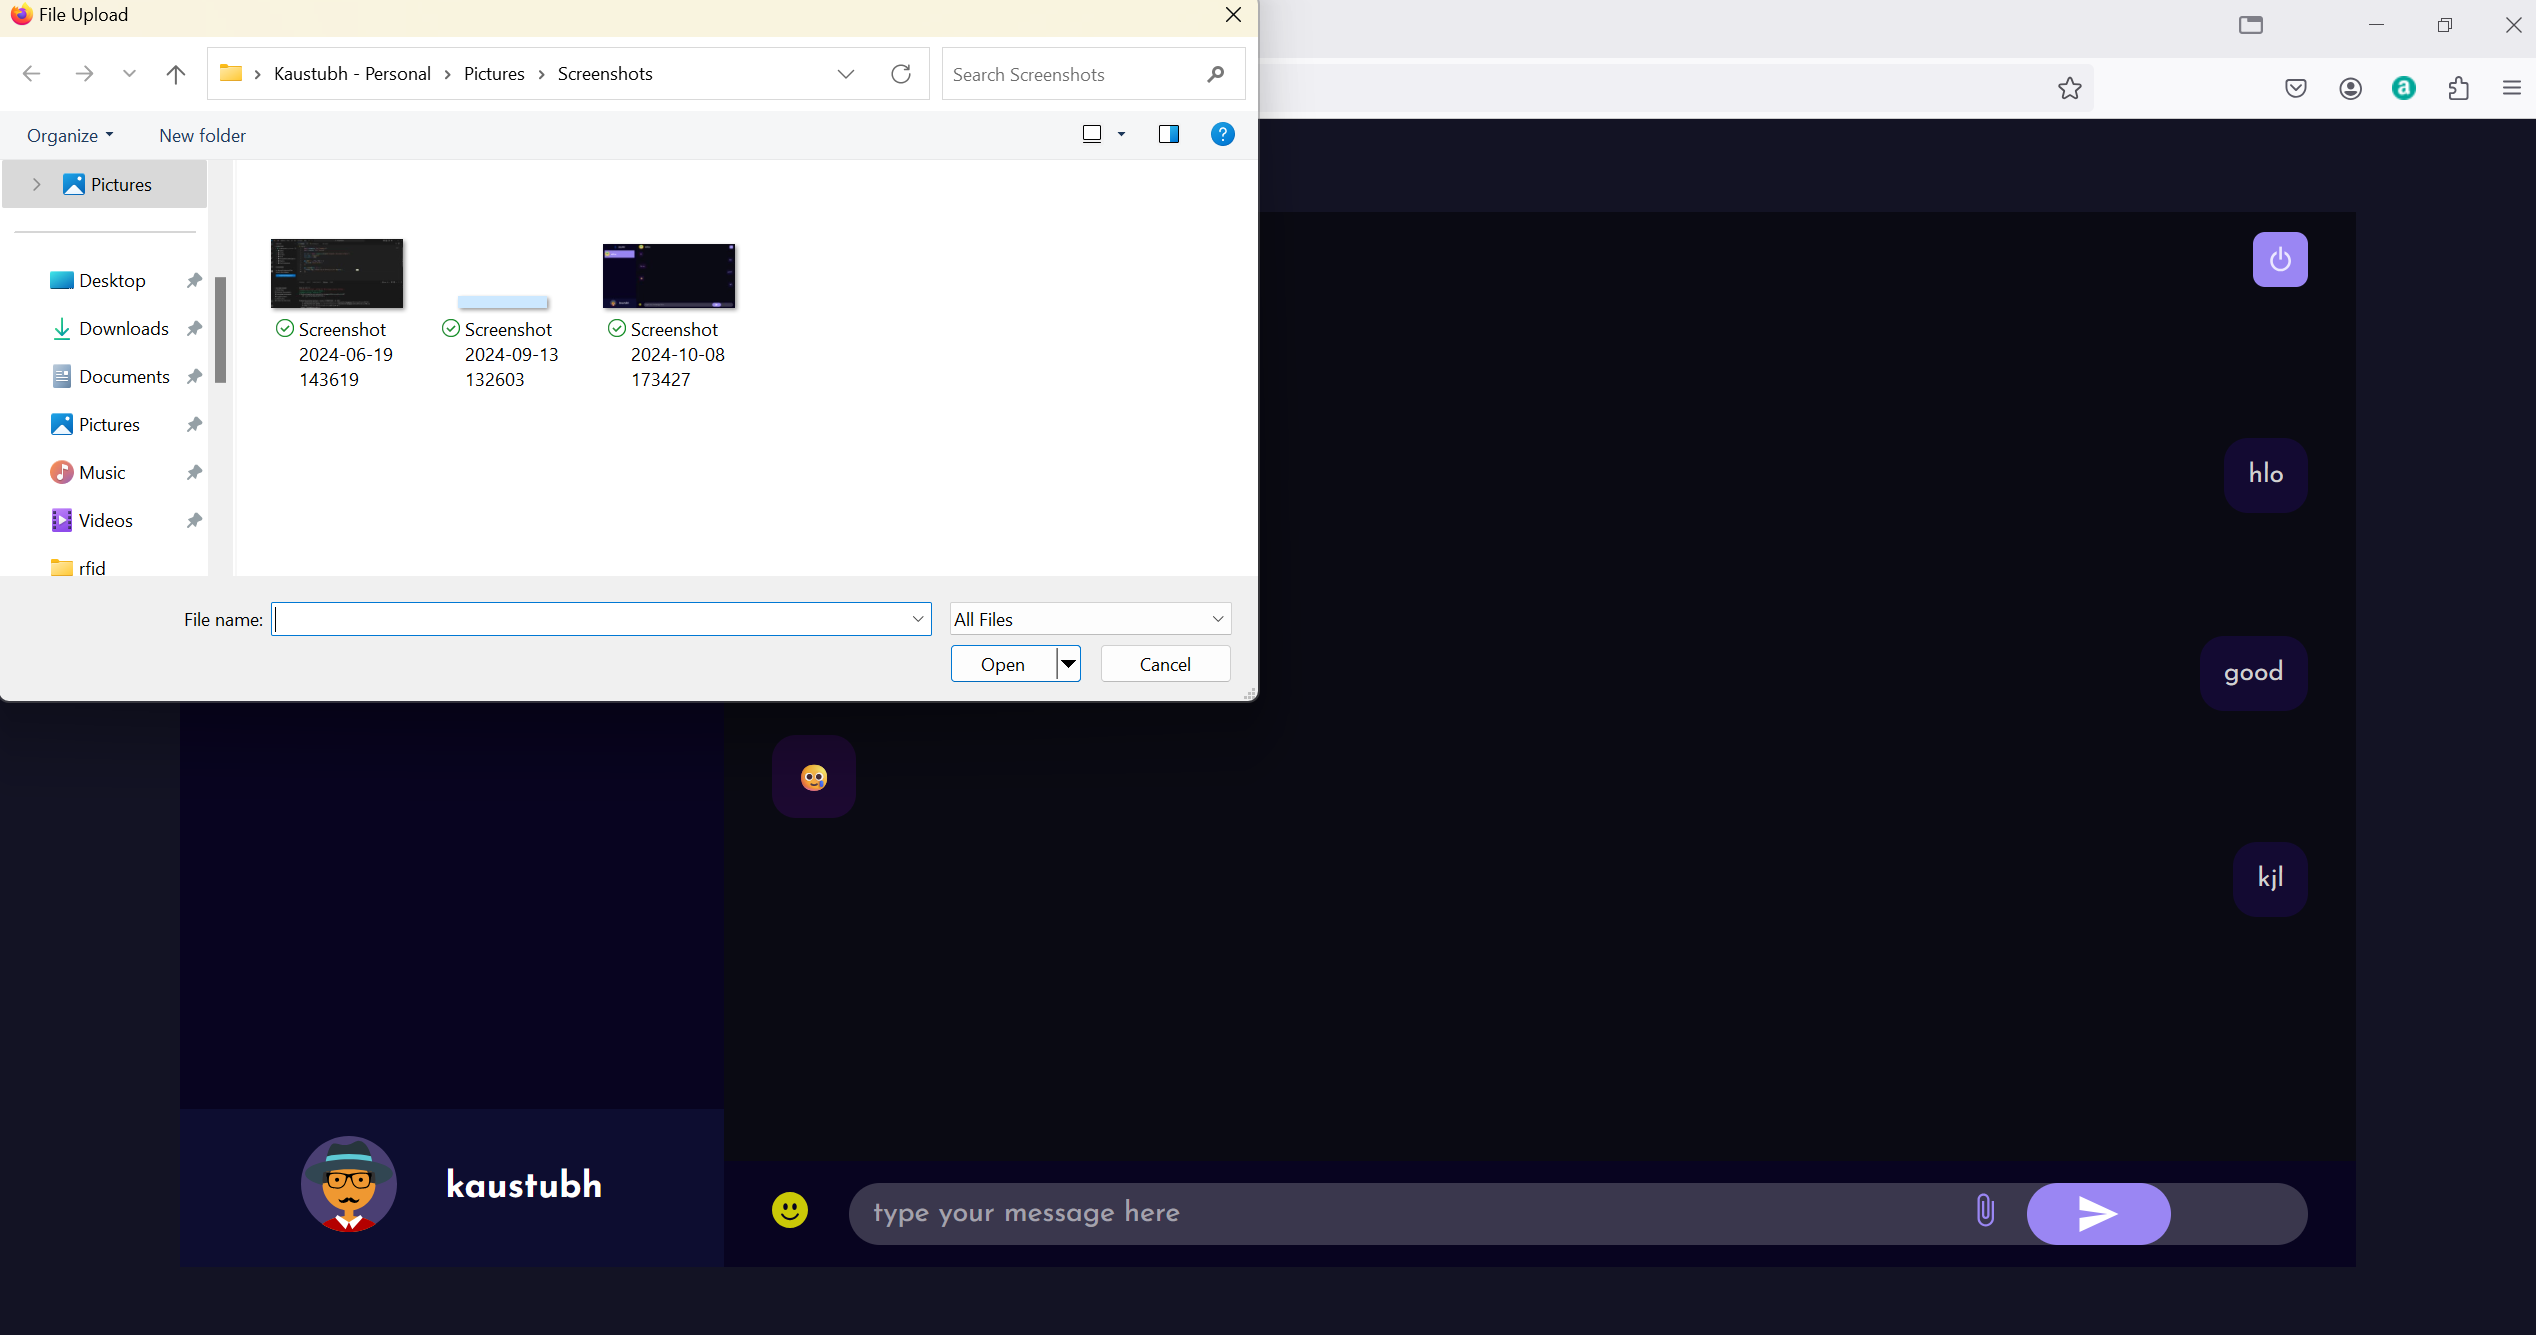 File Upload
Kaustubh - Personal > Pictures > Screenshots
Search Screenshots
Organize
New folder
Pictures
Desktop
Downloads
Documents
Pictures
Music
Videos
rfid
Screenshot
2024-06-19
143619
Screenshot
2024-09-13
132603
Screenshot
2024-10-08
173427
File name:
All Files
Open
Cancel
hlo
good
kjl
kaustubh
type your message here